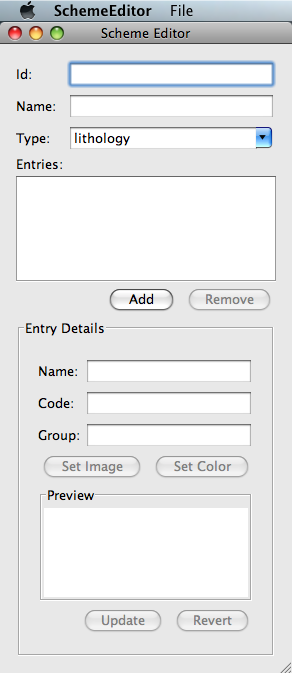 SchemeEditor File
Scheme Editor
Id:
Name:
Type: lithology
Entries:
Add Remove
Entry Details
Name:
Code:
Group:
Set Image Set Color
Preview
Update Revert